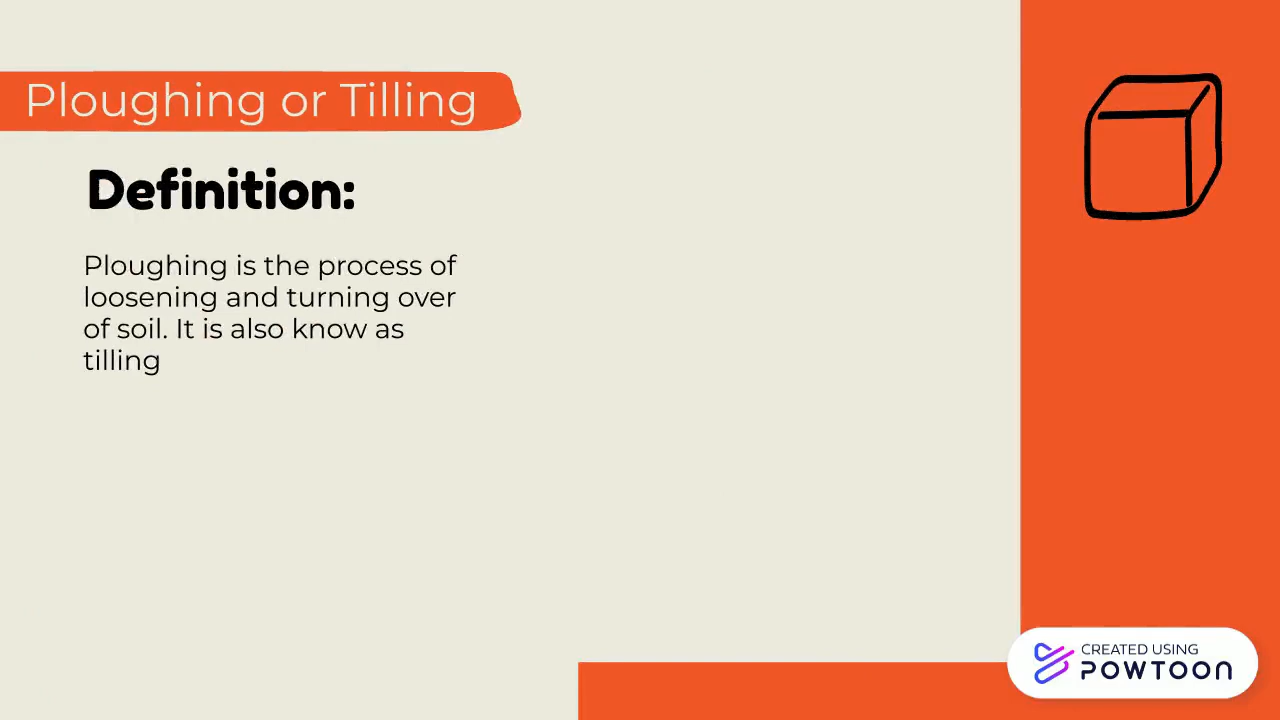 Ploughing or Tilling
Definition:
Ploughing is the process of
loosening and turning over
of soil. It is also know as
tilling
CREATED USING
POWTOON